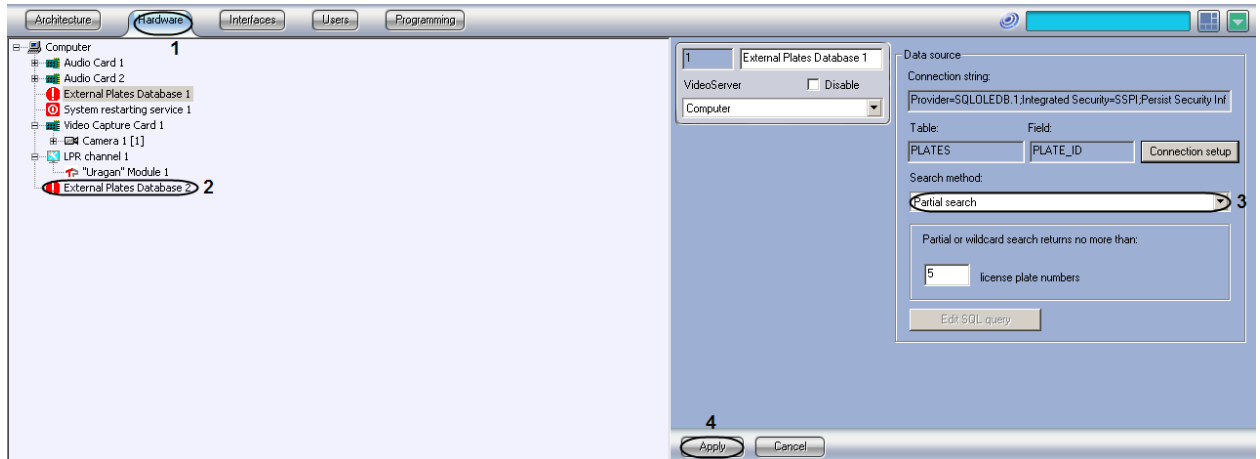 Architecture Hardware Interfaces Users Programming
1
Computer
Audio Card 1
Audio Card 2
External Plates Database 1
System restarting service 1
Video Capture Card 1
Camera 1 [1]
LPR channel 1
"Uragan" Module 1
External Plates Database 2 2
1 External Plates Database 1
VideoServer Disable
Computer
Data source
Connection string:
Provider=SQLOLEDB.1;Integrated Security=SSPI;Persist Security Inf
Table: Field:
PLATES PLATE_ID Connection setup
Search method:
Partial search 3
Partial or wildcard search returns no more than:
5 license plate numbers
Edit SQL query
4
Apply Cancel